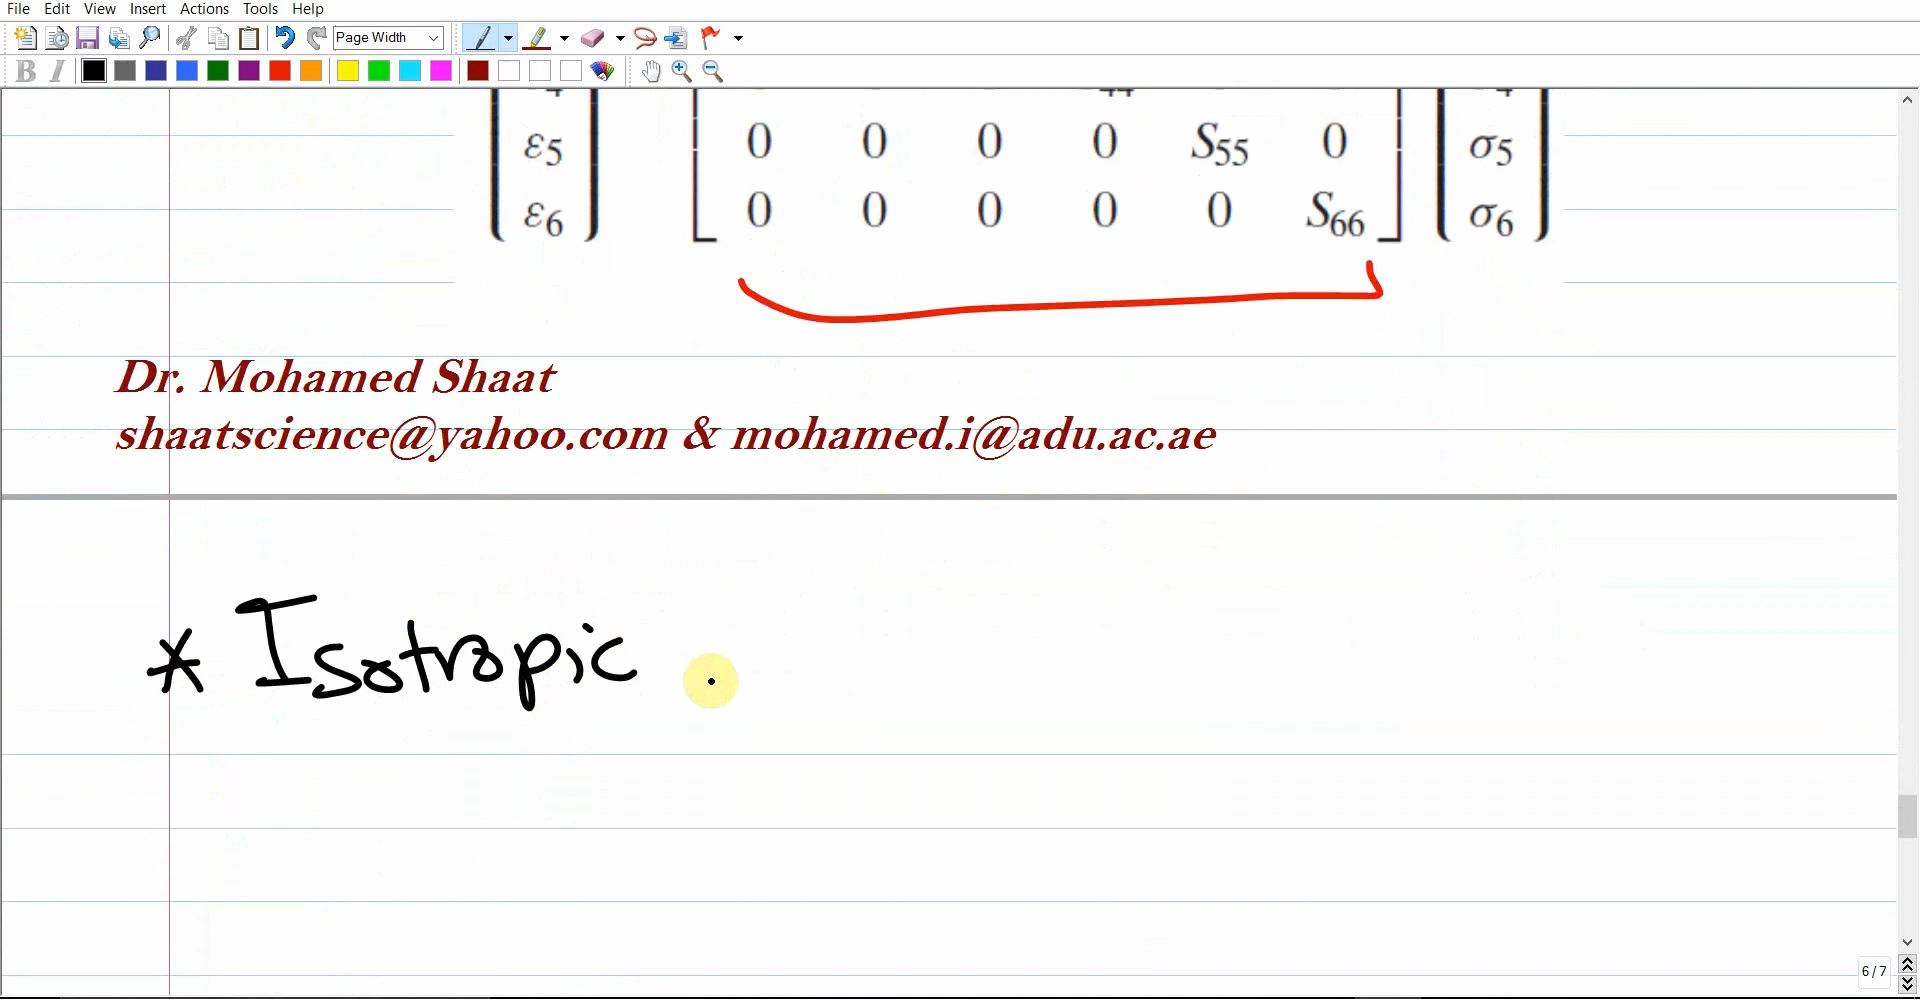 File Edit View Insert Actions Tools Help
Page Width
B I
ε5 0 0 0 0 S55 0 σ5
ε6 0 0 0 0 0 S66 σ6
Dr. Mohamed Shaat
shaatscience@yahoo.com & mohamed.i@adu.ac.ae
* Isotropic
6/7